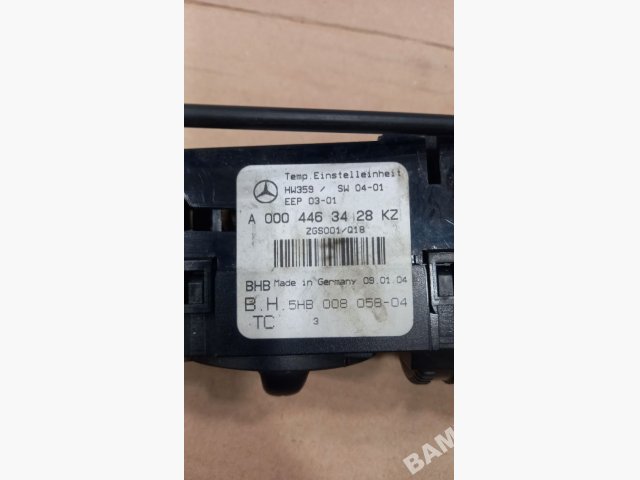 Temp.Einstelleinheit
HW359 / SW 04-01
EEP 03-01
A 000 446 34 28 KZ
ZGS001/Q18
BHB Made in Germany 09.01.04
B.H. 5HB 008 058-04
TC 3
BAM